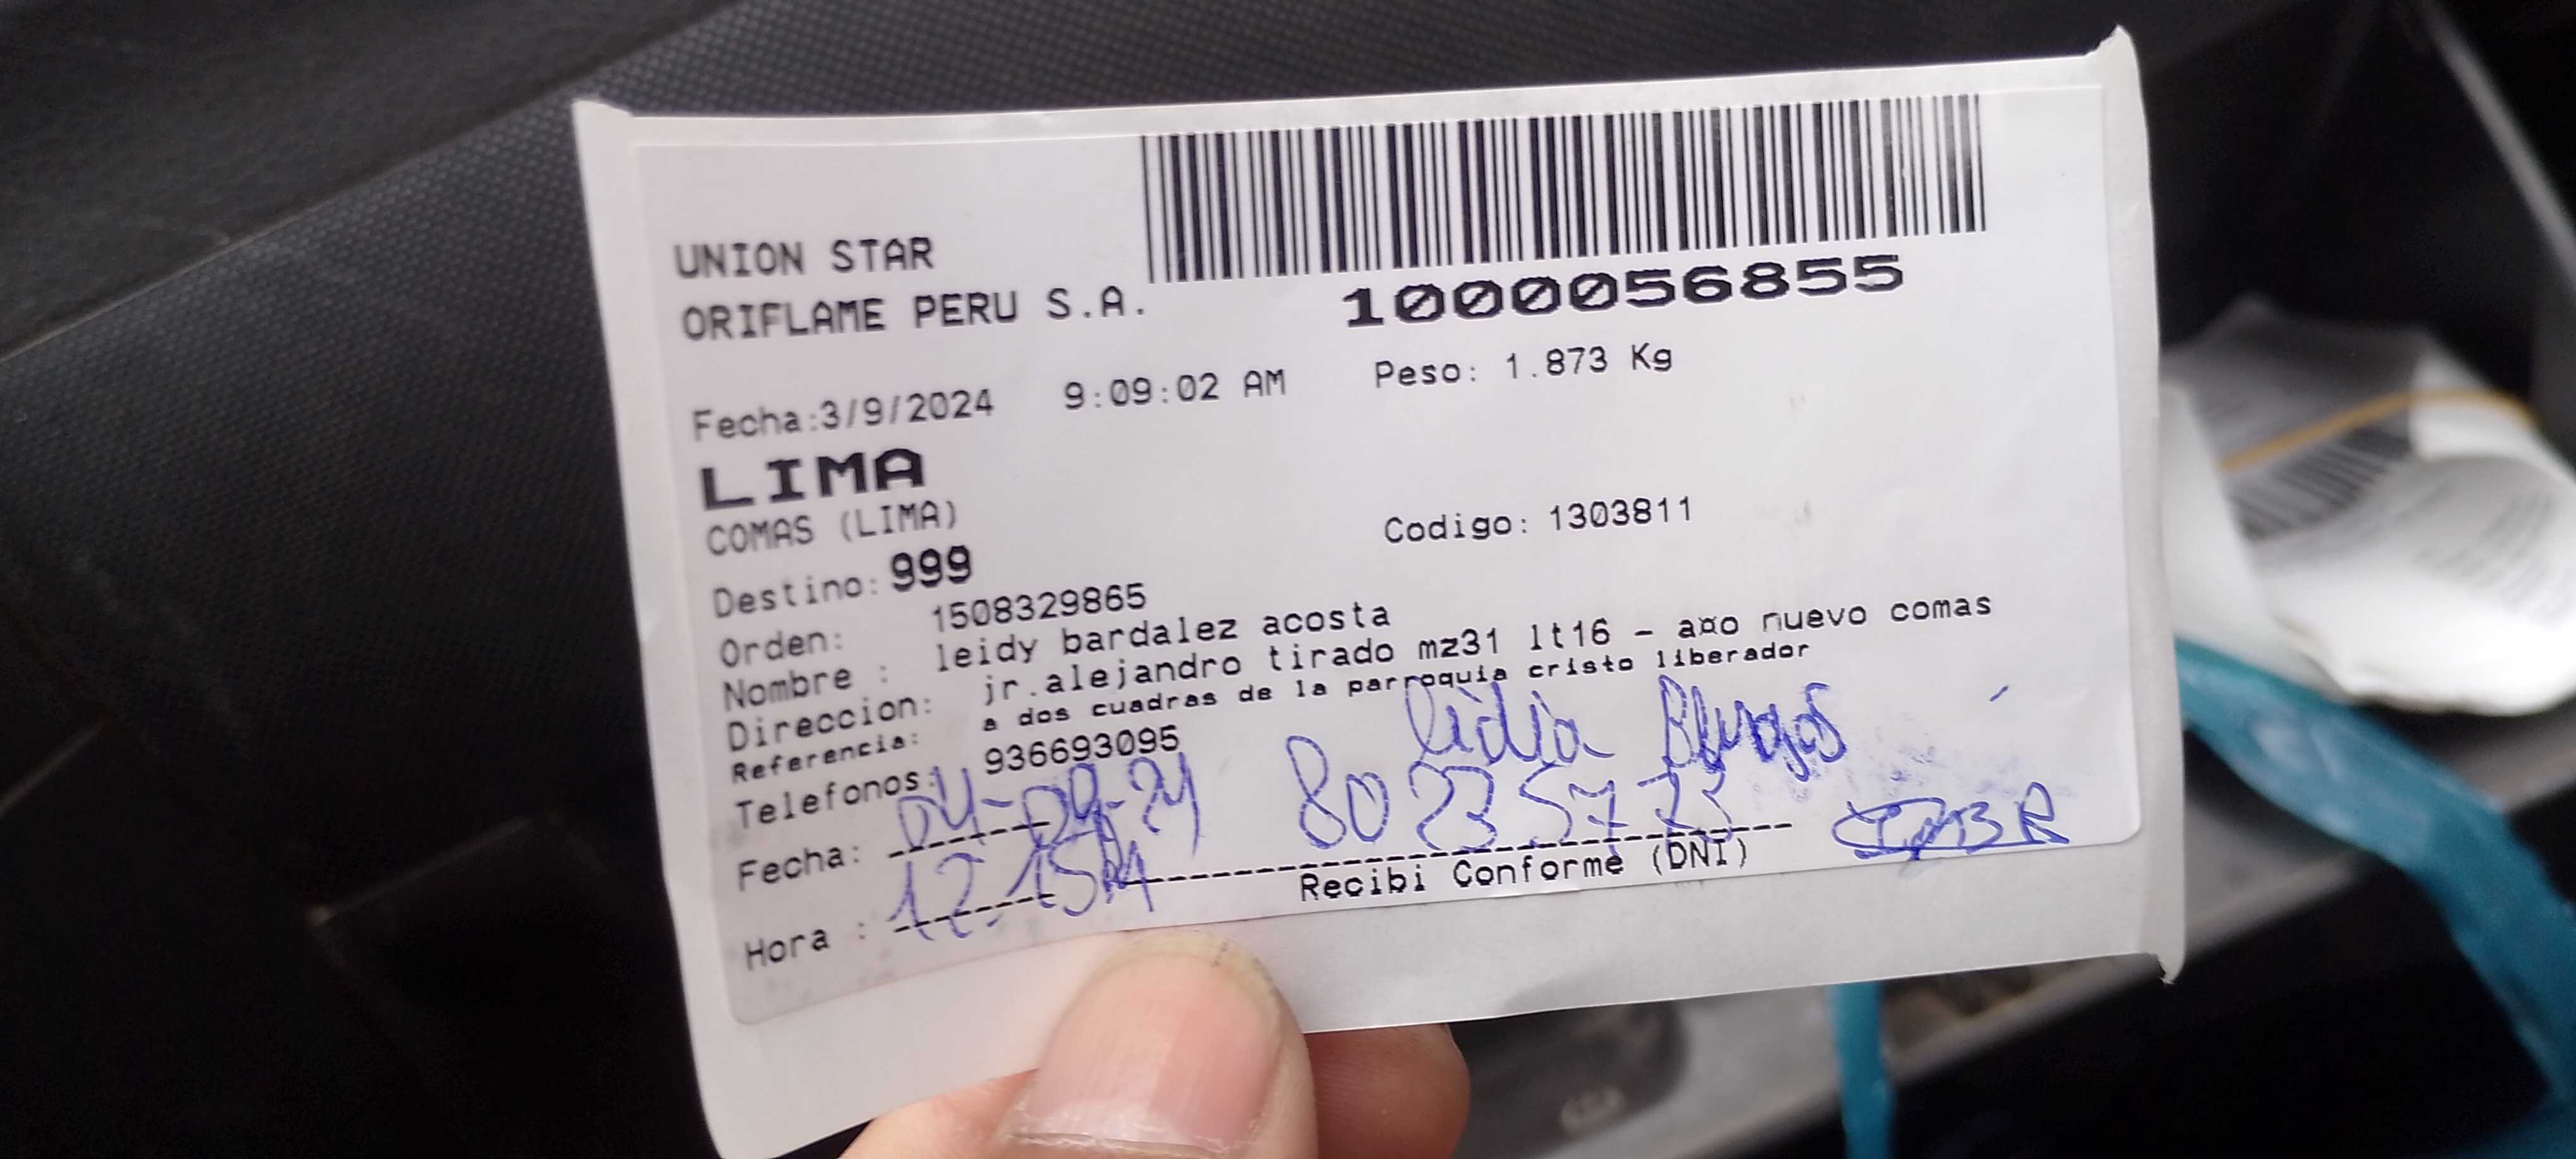 UNION STAR
ORIFLAME PERU S.A.
1000056855
Fecha:3/9/2024 9:09:02 AM Peso: 1.873 Kg
LIMA
COMAS (LIMA)
Codigo: 1303811
Destino: 999
Orden: 1508329865
Nombre : leidy bardalez acosta
Direccion: jr.alejandro tirado mz31 lt16 - a¤o nuevo comas
Referencia: a dos cuadras de la parroquia cristo liberador
Telefonos: 936693095
lidia Burgos
Fecha: 04-09-24
80235723
Hora : 12:15
Recibi Conforme (DNI)